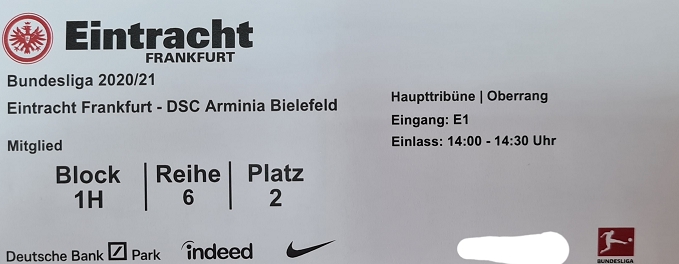 Eintracht
FRANKFURT
Bundesliga 2020/21
Eintracht Frankfurt - DSC Arminia Bielefeld
Mitglied
Block | Reihe | Platz
1H | 6 | 2
Haupttribüne | Oberrang
Eingang: E1
Einlass: 14:00 - 14:30 Uhr
Deutsche Bank Park
indeed
BUNDESLIGA